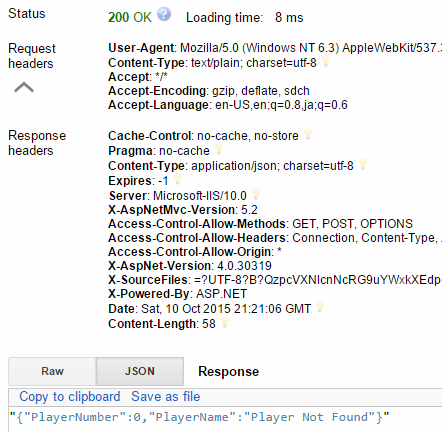 Status
200 OK Loading time: 8 ms
Request headers
User-Agent: Mozilla/5.0 (Windows NT 6.3) AppleWebKit/537.
Content-Type: text/plain; charset=utf-8
Accept: */*
Accept-Encoding: gzip, deflate, sdch
Accept-Language: en-US,en;q=0.8,ja;q=0.6
Response headers
Cache-Control: no-cache, no-store
Pragma: no-cache
Content-Type: application/json; charset=utf-8
Expires: -1
Server: Microsoft-IIS/10.0
X-AspNetMvc-Version: 5.2
Access-Control-Allow-Methods: GET, POST, OPTIONS
Access-Control-Allow-Headers: Connection, Content-Type,
Access-Control-Allow-Origin: *
X-AspNet-Version: 4.0.30319
X-SourceFiles: =?UTF-8?B?QzpcVXNlcnNcRG9uYWxkXEdp
X-Powered-By: ASP.NET
Date: Sat, 10 Oct 2015 21:21:06 GMT
Content-Length: 58
Raw JSON Response
Copy to clipboard Save as file
"{"PlayerNumber":0,"PlayerName":"Player Not Found"}"